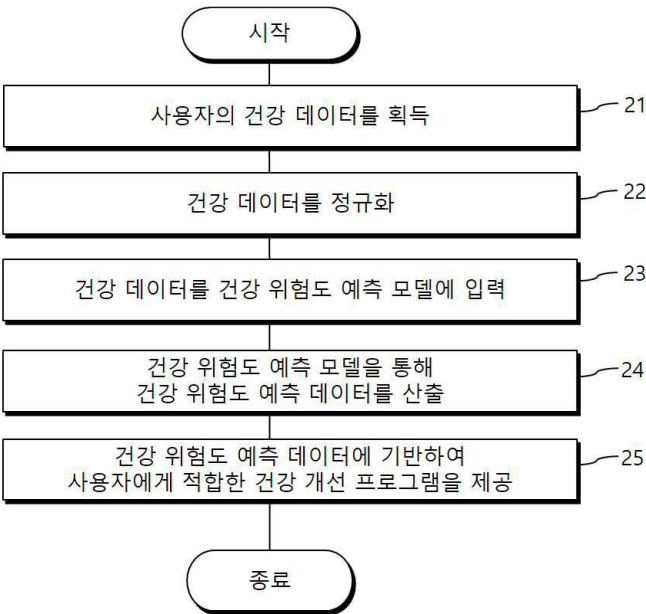 시작
사용자의 건강 데이터를 획득
21
건강 데이터를 정규화
22
건강 데이터를 건강 위험도 예측 모델에 입력
23
건강 위험도 예측 모델을 통해
건강 위험도 예측 데이터를 산출
24
건강 위험도 예측 데이터에 기반하여
사용자에게 적합한 건강 개선 프로그램을 제공
25
종료